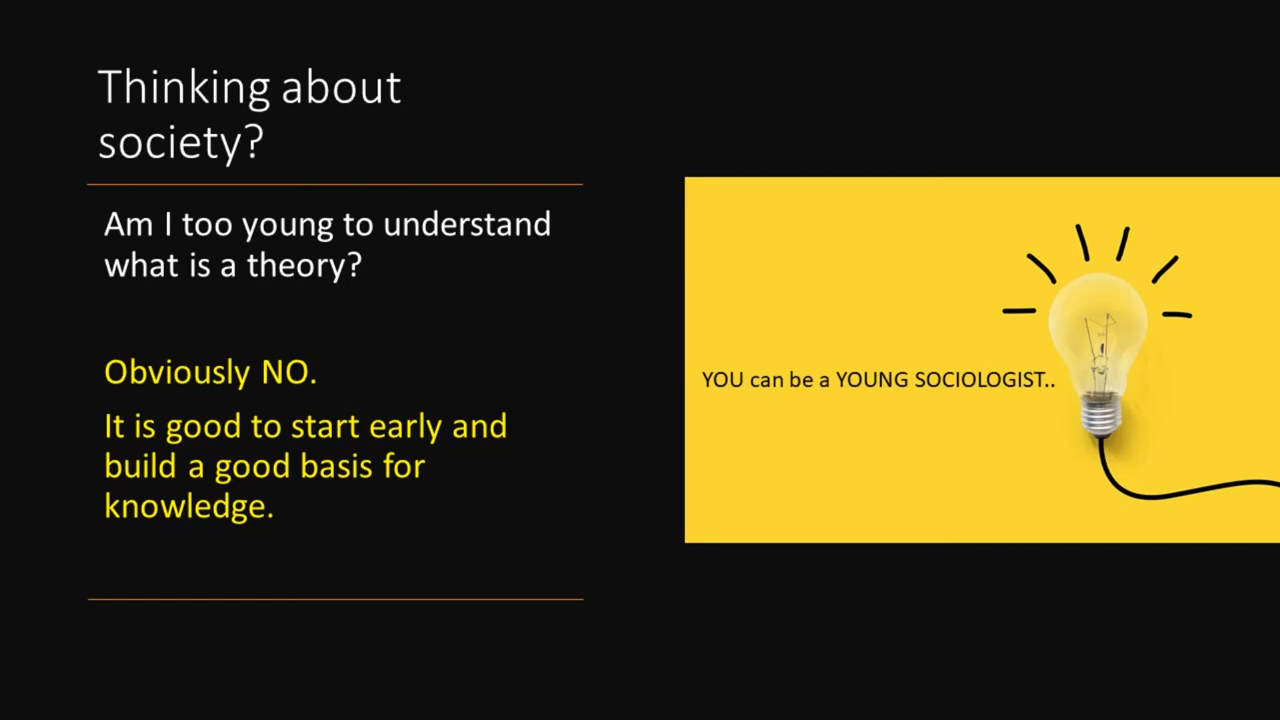 Thinking about
society?
Am I too young to understand
what is a theory?
Obviously NO.
It is good to start early and
build a good basis for
knowledge.
YOU can be a YOUNG SOCIOLOGIST..